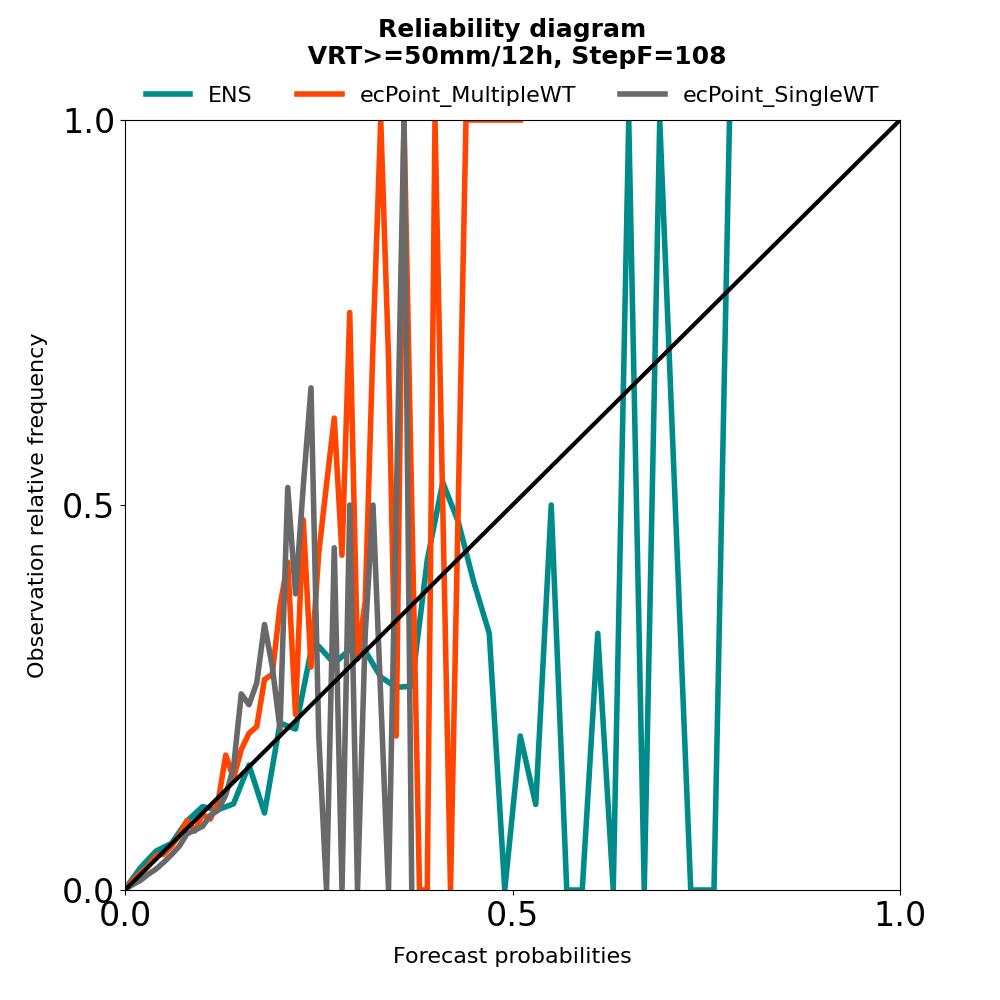 Reliability diagram
VRT>=50mm/12h, StepF=108
ENS ecPoint_MultipleWT ecPoint_SingleWT
1.0
0.5
0.0
Observation relative frequency
0.0 0.5 1.0
Forecast probabilities